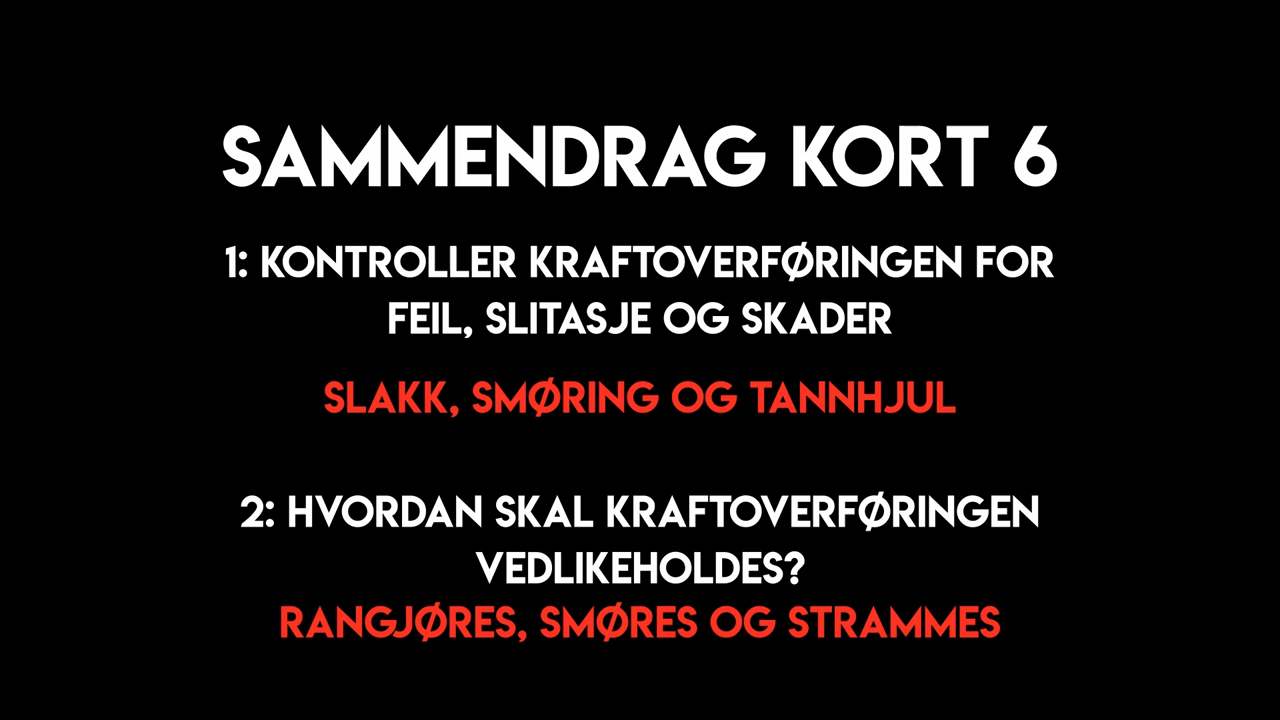 SAMMENDRAG KORT 6
1: KONTROLLER KRAFTOVERFØRINGEN FOR
FEIL, SLITASJE OG SKADER
SLAKK, SMØRING OG TANNHJUL
2: HVORDAN SKAL KRAFTOVERFØRINGEN
VEDLIKEHOLDES?
RANGJØRES, SMØRES OG STRAMMES